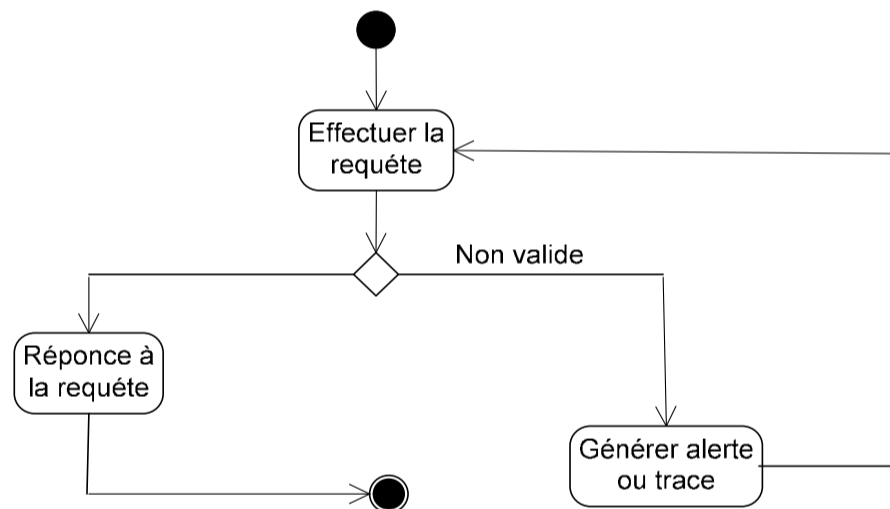 Effectuer la
requéte
Non valide
Réponce à
la requéte
Générer alerte
ou trace